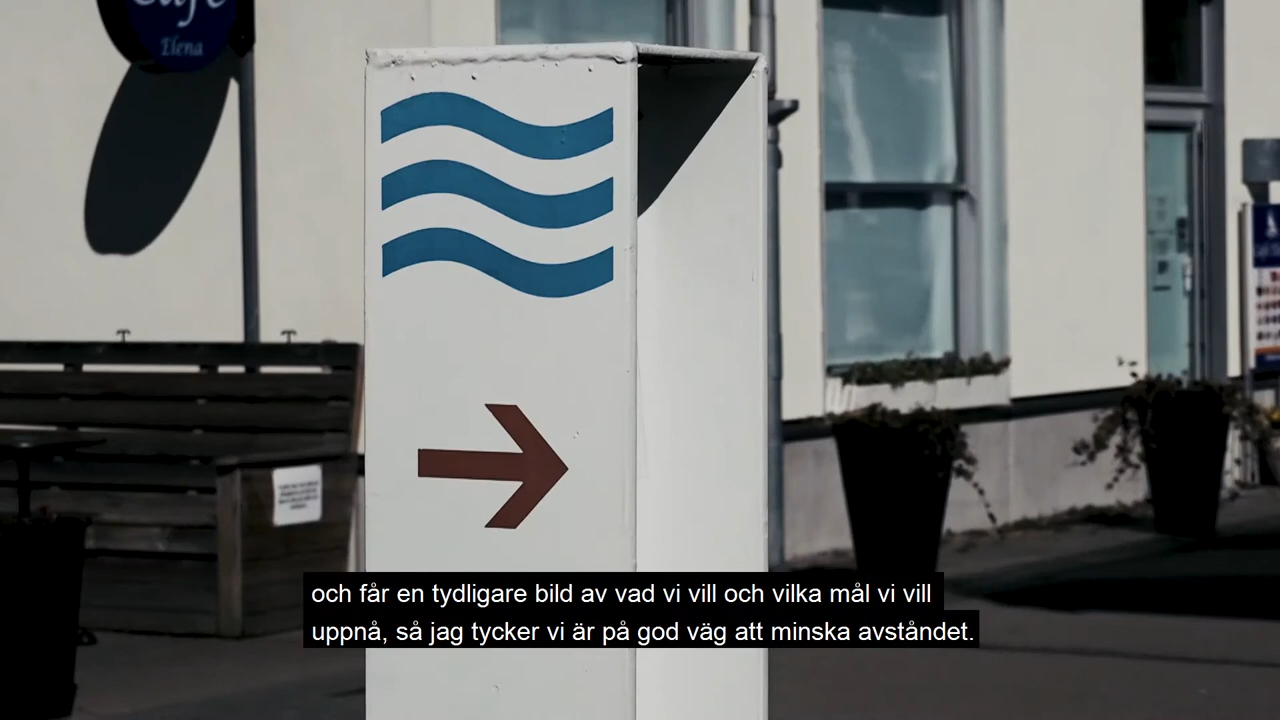 Café
Elena
och får en tydligare bild av vad vi vill och vilka mål vi vill
uppnå, så jag tycker vi är på god väg att minska avståndet.